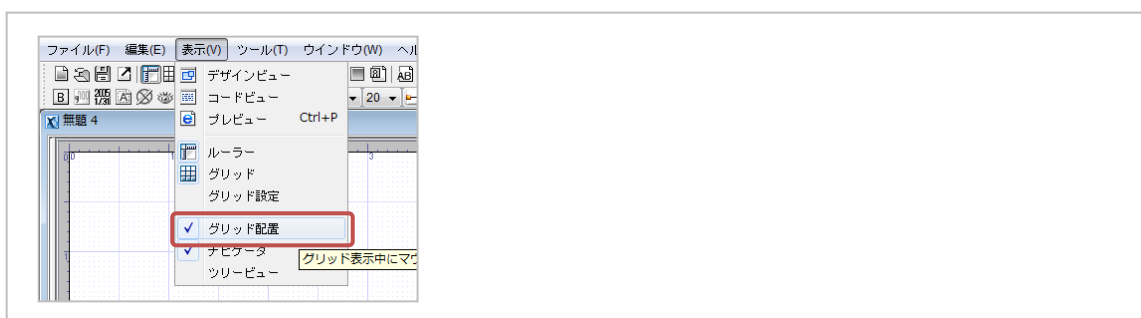 ファイル(F) 編集(E) 表示(V) ツール(T) ウインドウ(W) ヘル
デザインビュー
コードビュー
20
プレビュー Ctrl+P
無題 4
ルーラー
3
グリッド
グリッド設定
グリッド配置
ナビゲータ
グリッド表示中にマウ
ツリービュー